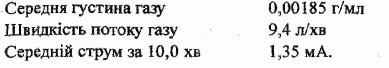 Середня густина газу 0,00185 г/мл
Швидкість потоку газу 9,4 л/хв
Середній струм за 10,0 хв 1,35 мА.